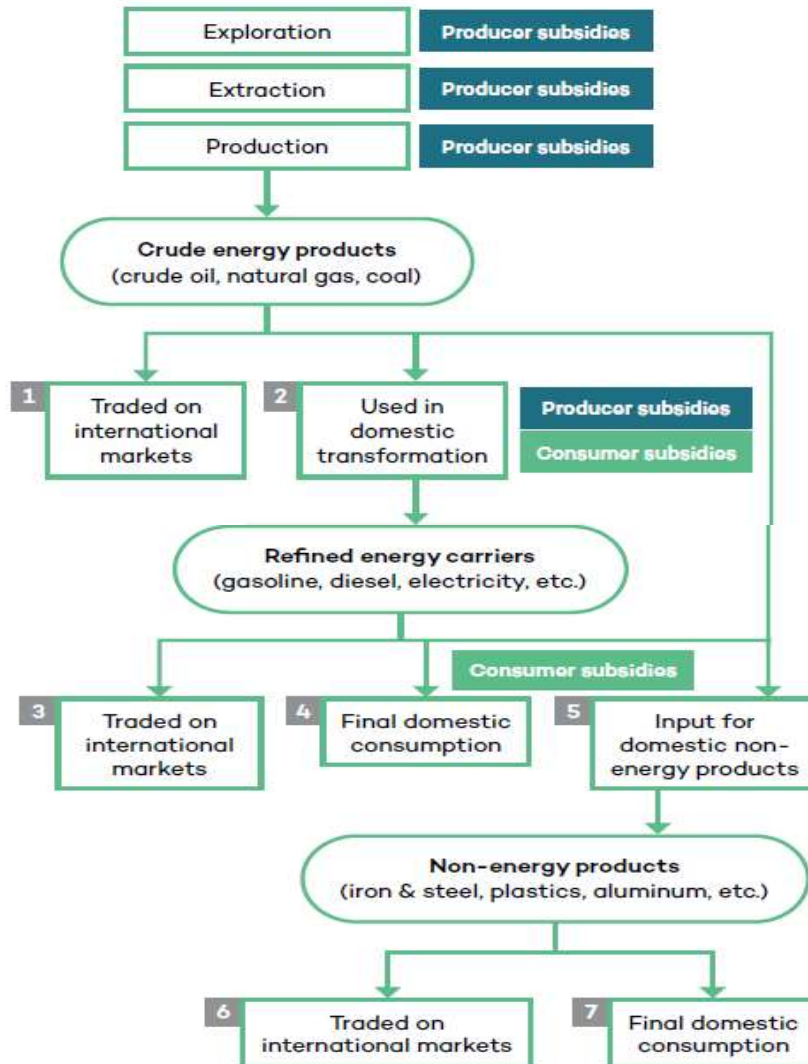 Exploration
Producer subsidies
Extraction
Producer subsidies
Production
Producer subsidies
Crude energy products
(crude oil, natural gas, coal)
1
Traded on
international
markets
2
Used in
domestic
transformation
Producer subsidies
Consumer subsidies
Refined energy carriers
(gasoline, diesel, electricity, etc.)
Consumer subsidies
3
Traded on
international
markets
4
Final domestic
consumption
5
Input for
domestic non-
energy products
Non-energy products
(iron & steel, plastics, aluminum, etc.)
6
Traded on
international markets
7
Final domestic
consumption